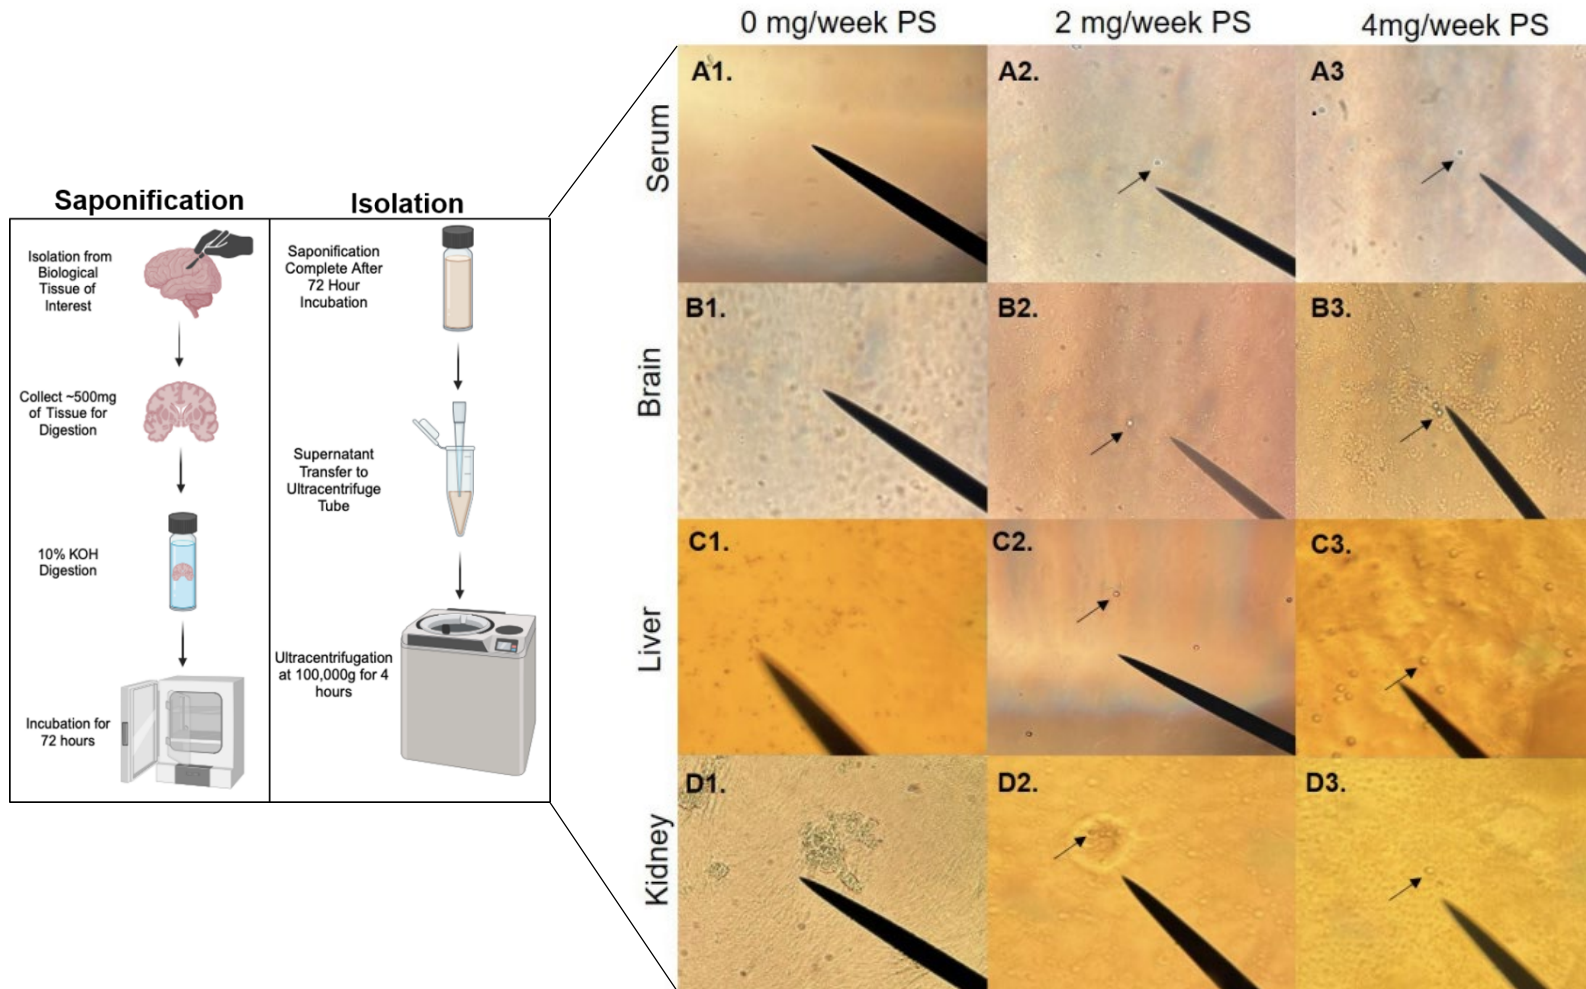 0 mg/week PS
2 mg/week PS
4mg/week PS
Saponification
Isolation from
Biological
Tissue of
Interest
Collect ~500mg
of Tissue for
Digestion
10% KOH
Digestion
Incubation for
72 hours
Isolation
Saponification
Complete After
72 Hour
Incubation
Supernatant
Transfer to
Ultracentrifuge
Tube
Ultracentrifugation
at 100,000g for 4
hours
Serum
A1.
A2.
A3
Brain
B1.
B2.
B3.
Liver
C1.
C2.
C3.
Kidney
D1.
D2.
D3.